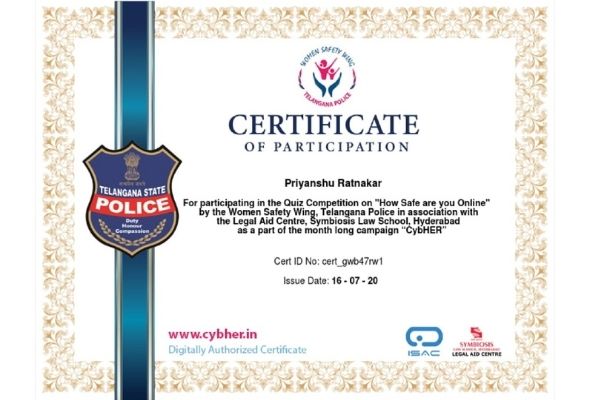 WOMEN SAFETY WING
TELANGANA POLICE
CERTIFICATE
OF PARTICIPATION
TELANGANA STATE
POLICE
Duty
Honour
Compassion
Priyanshu Ratnakar
For participating in the Quiz Competition on "How Safe are you Online"
by the Women Safety Wing, Telangana Police in association with
the Legal Aid Centre, Symbiosis Law School, Hyderabad
as a part of the month long campaign "CybHER"
Cert ID No: cert_gwb47rw1
Issue Date: 16 - 07 - 20
www.cybher.in
Digitally Authorized Certificate
ISAC
SYMBIOSIS
LAW SCHOOL, HYDERABAD
LEGAL AID CENTRE